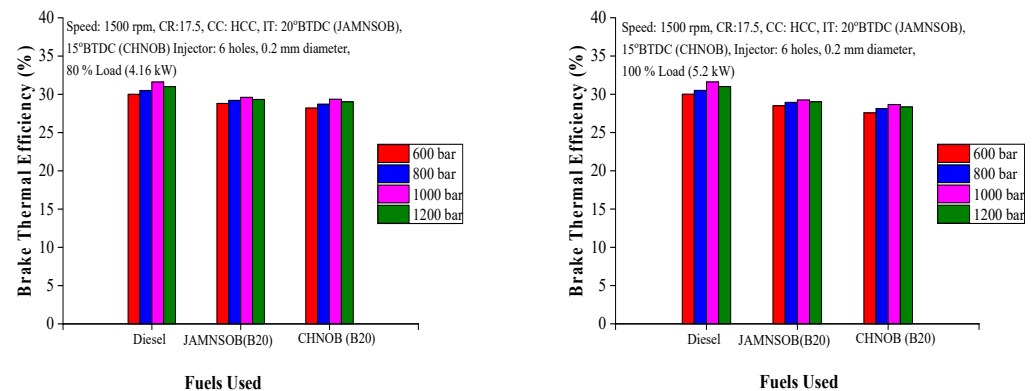 Speed: 1500 rpm, CR:17.5, CC: HCC, IT: 20°BTDC (JAMNSOB),
15°BTDC (CHNOB) Injector: 6 holes, 0.2 mm diameter,
80 % Load (4.16 kW)
Brake Thermal Efficiency (%)
40
35
30
25
20
15
10
5
0
600 bar
800 bar
1000 bar
1200 bar
Diesel
JAMNSOB(B20)
CHNOB (B20)
Fuels Used
Speed: 1500 rpm, CR:17.5, CC: HCC, IT: 20°BTDC (JAMNSOB),
15°BTDC (CHNOB), Injector: 6 holes, 0.2 mm diameter,
100 % Load (5.2 kW)
Brake Thermal Efficiency (%)
40
35
30
25
20
15
10
5
0
600 bar
800 bar
1000 bar
1200 bar
Diesel
JAMNSOB(B20)
CHNOB (B20)
Fuels Used